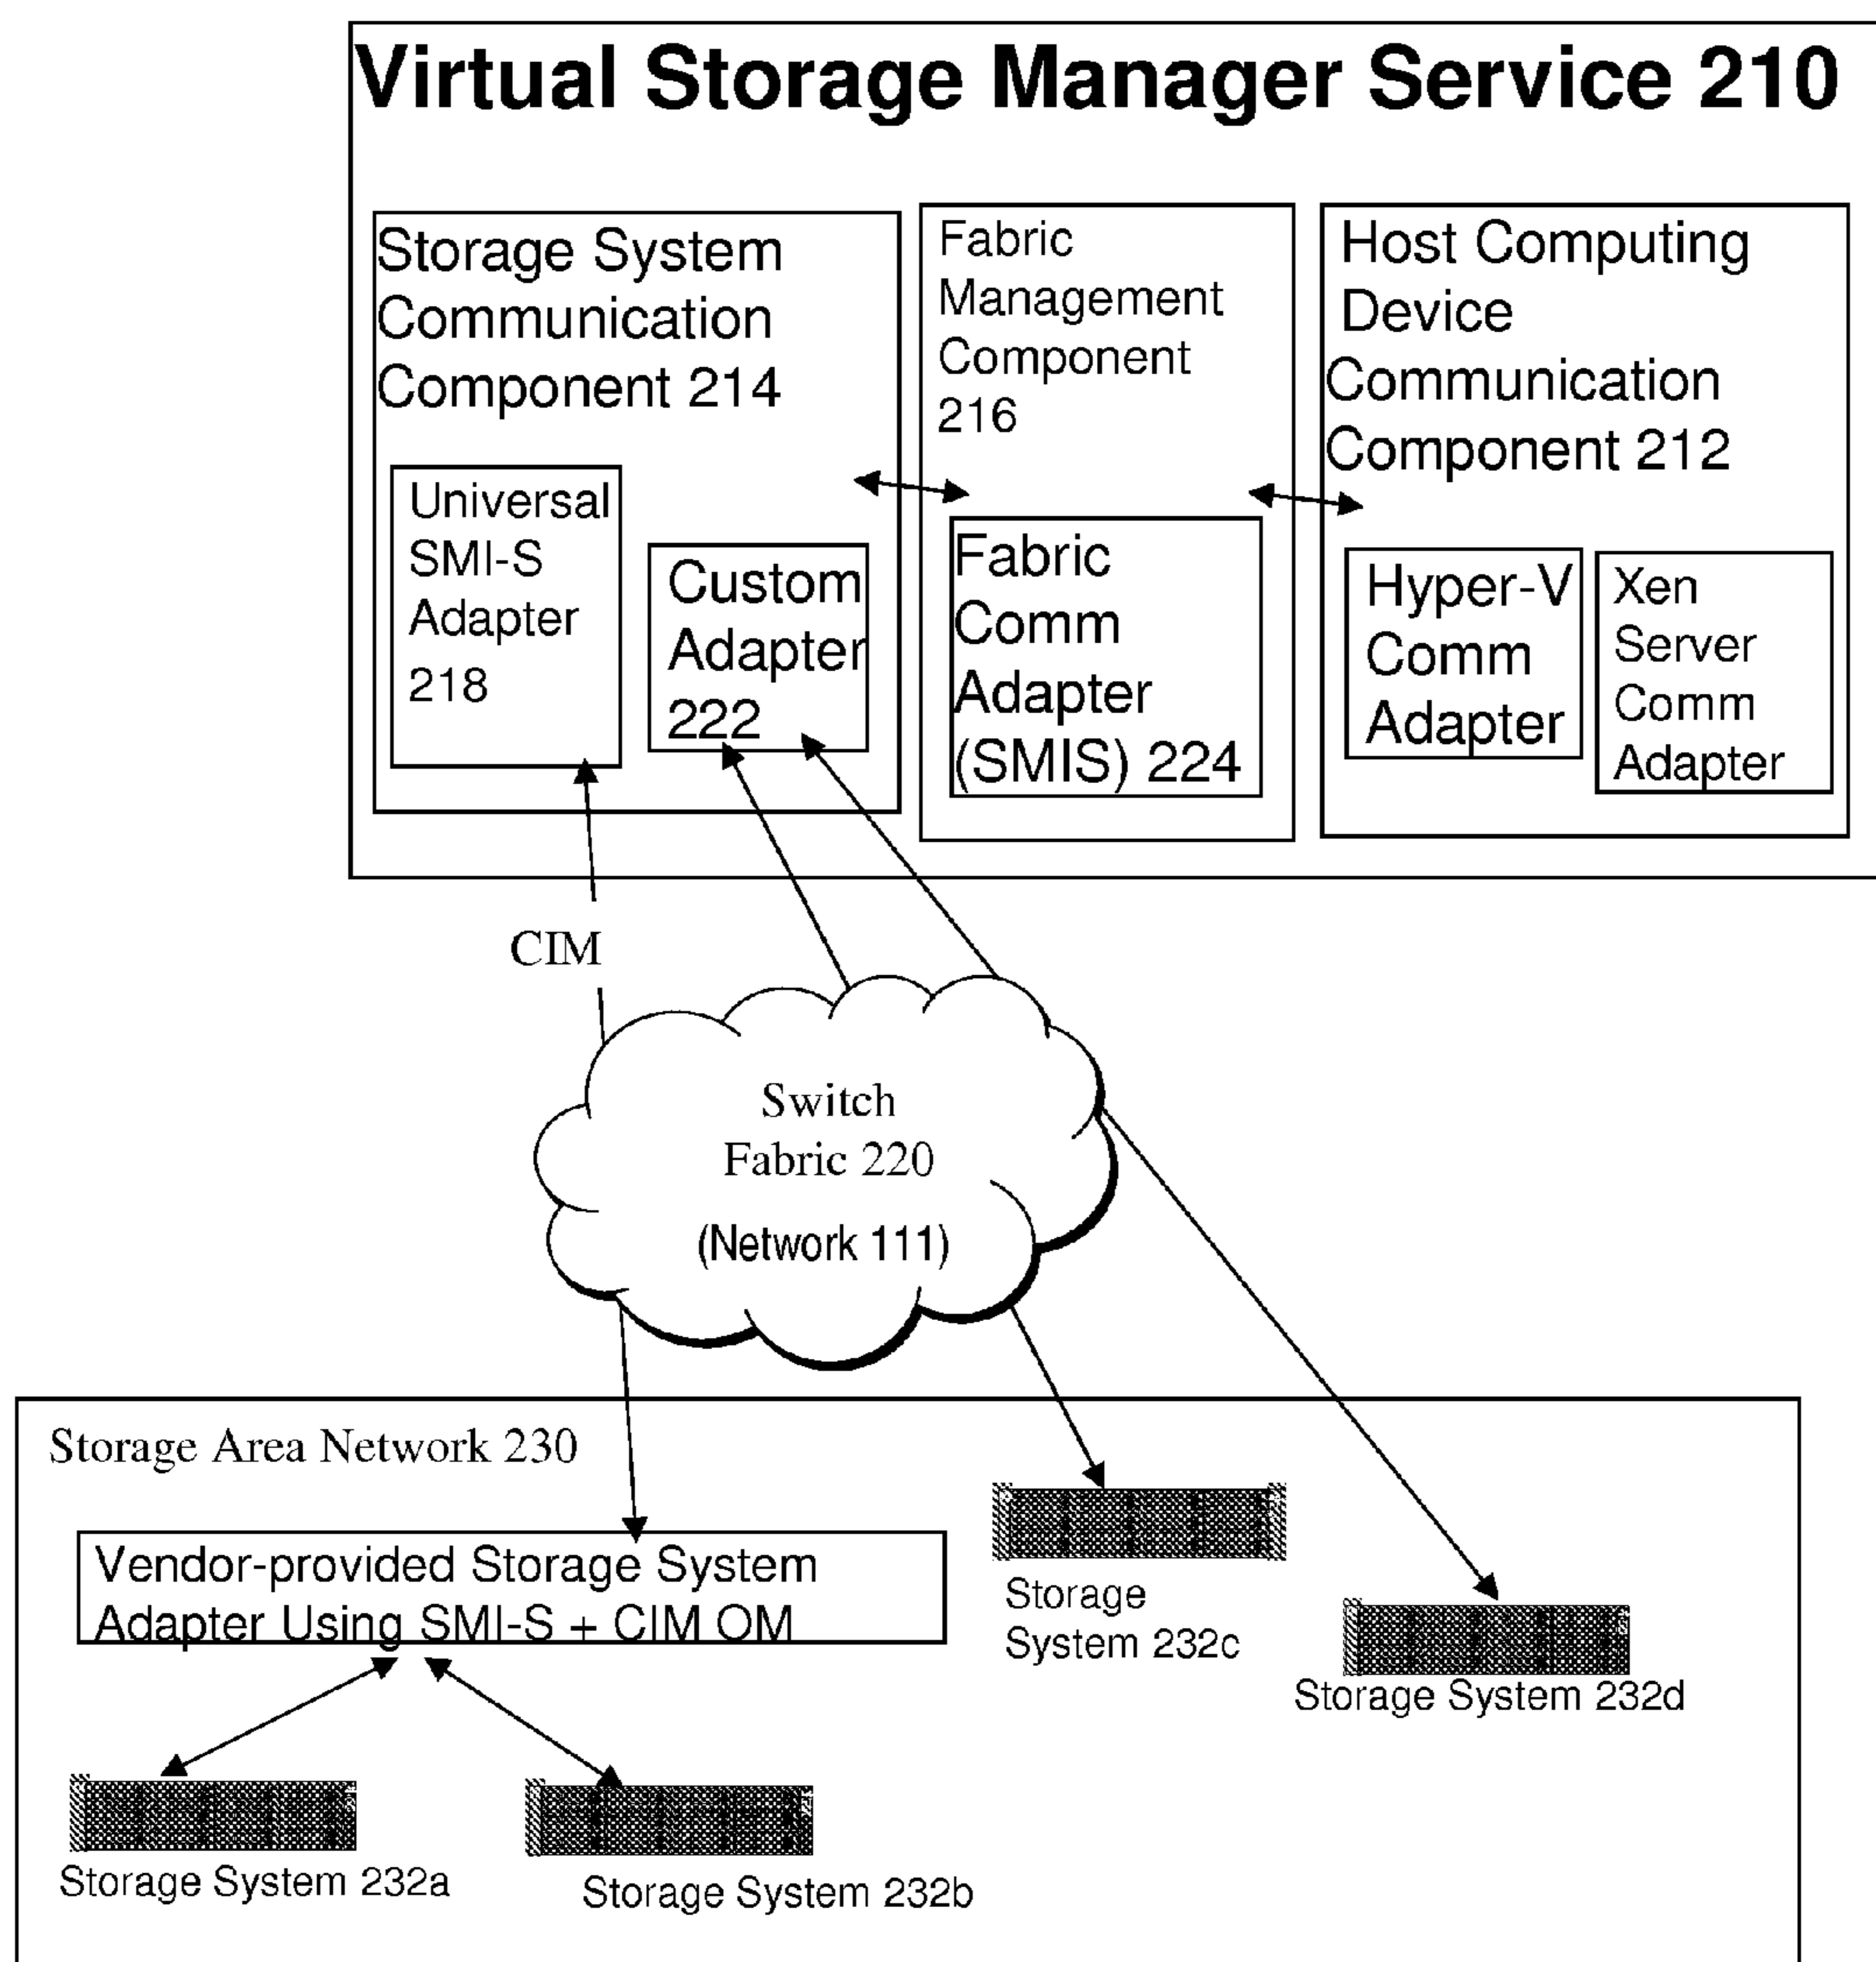 Virtual Storage Manager Service 210
Storage System
Communication
Component 214
Universal
SMI-S
Adapter
218
Custom
Adapter
222
Fabric
Management
Component
216
Fabric
Comm
Adapter
(SMIS) 224
Host Computing
Device
Communication
Component 212
Hyper-V
Comm
Adapter
Xen
Server
Comm
Adapter
CIM
Switch
Fabric 220
(Network 111)
Storage Area Network 230
Vendor-provided Storage System
Adapter Using SMI-S + CIM OM
Storage
System 232c
Storage System 232d
Storage System 232a
Storage System 232b